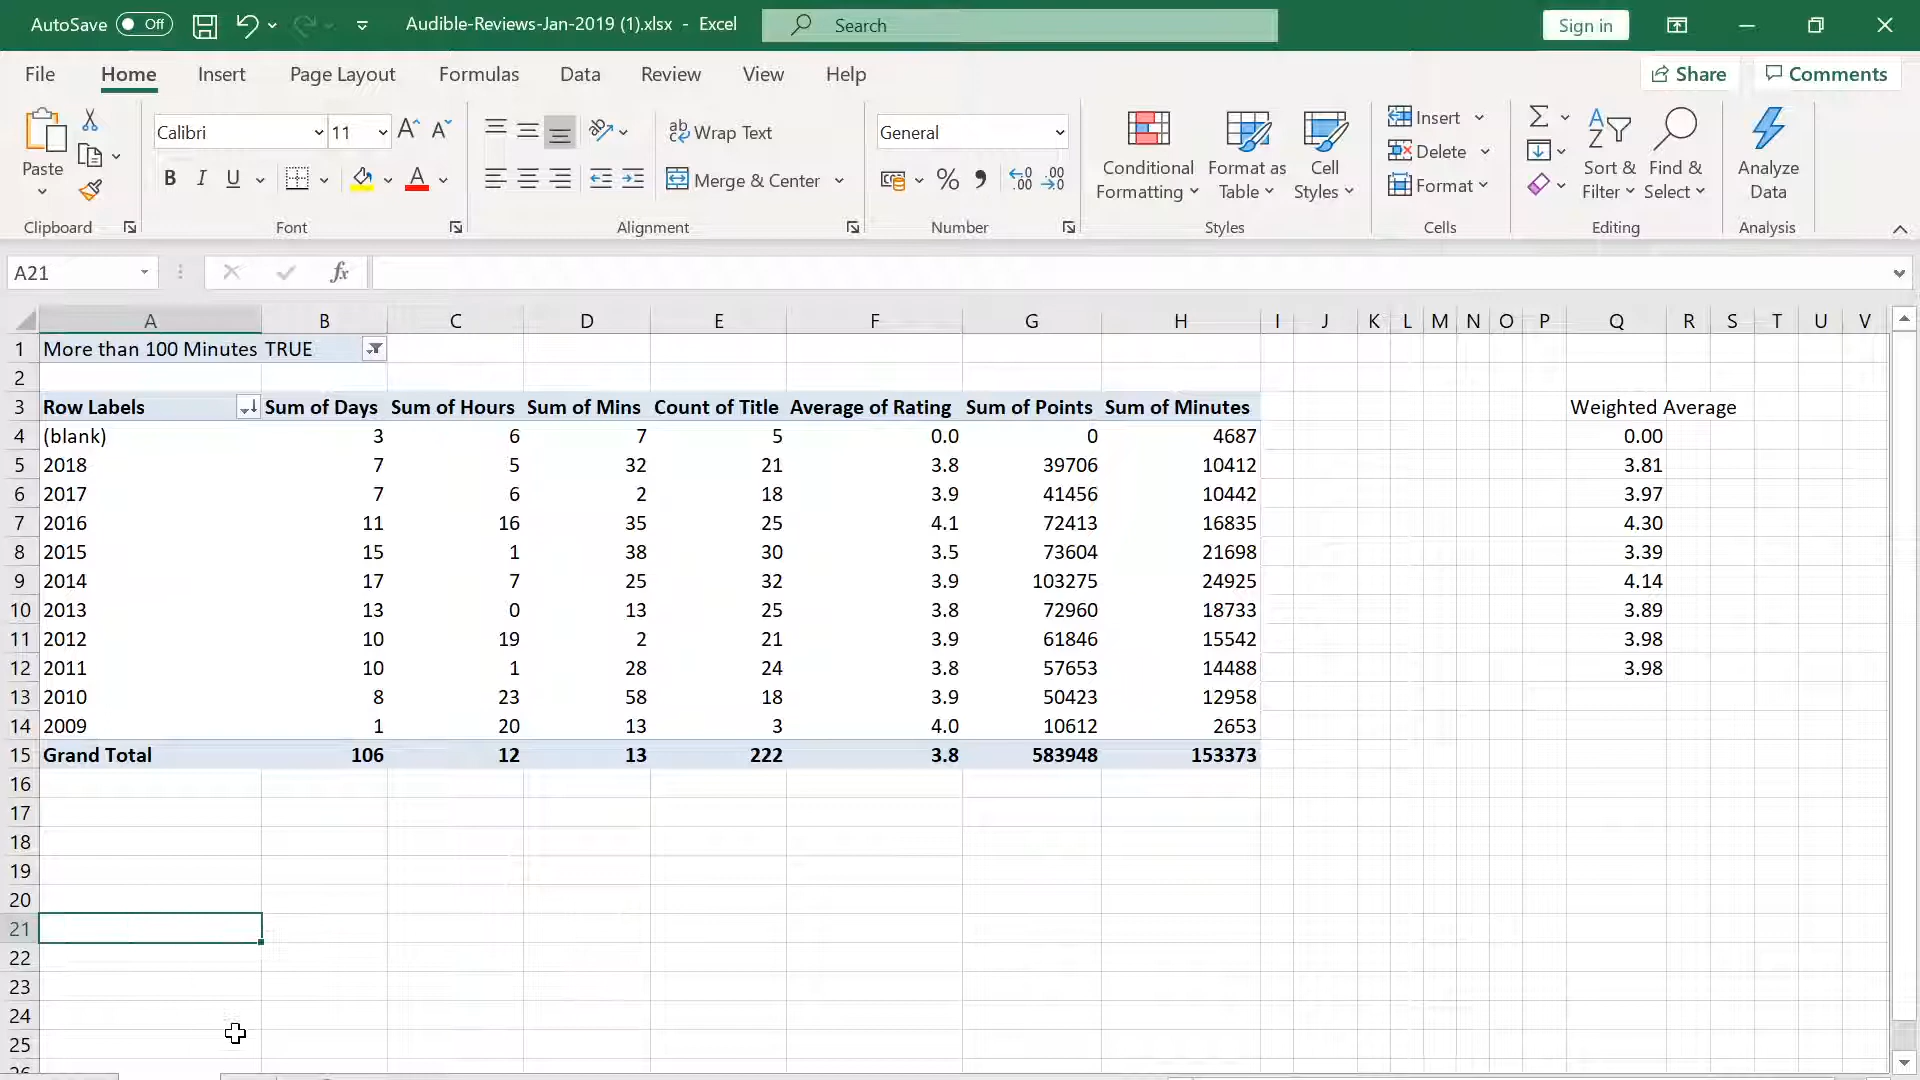 AutoSave Off Audible-Reviews-Jan-2019 (1).xlsx - Excel Search Sign in
File Home Insert Page Layout Formulas Data Review View Help Share Comments
Paste
Clipboard
Calibri 11
B I U A
Font
ab Wrap Text
Merge & Center
Alignment
General
% 9 .00
Number
Conditional Formatting
Format as Table
Cell Styles
Styles
Insert
Delete
Format
Cells
Sort & Filter
Find & Select
Editing
Analyze Data
Analysis
A21 fx
A B C D E F G H I J K L M N O P Q R S T U V
1 More than 100 Minutes TRUE
2
3 Row Labels Sum of Days Sum of Hours Sum of Mins Count of Title Average of Rating Sum of Points Sum of Minutes Weighted Average
4 (blank) 3 6 7 5 0.0 0 4687 0.00
5 2018 7 5 32 21 3.8 39706 10412 3.81
6 2017 7 6 2 18 3.9 41456 10442 3.97
7 2016 11 16 35 25 4.1 72413 16835 4.30
8 2015 15 1 38 30 3.5 73604 21698 3.39
9 2014 17 7 25 32 3.9 103275 24925 4.14
10 2013 13 0 13 25 3.8 72960 18733 3.89
11 2012 10 19 2 21 3.9 61846 15542 3.98
12 2011 10 1 28 24 3.8 57653 14488 3.98
13 2010 8 23 58 18 3.9 50423 12958
14 2009 1 20 13 3 4.0 10612 2653
15 Grand Total 106 12 13 222 3.8 583948 153373
16
17
18
19
20
21
22
23
24
25